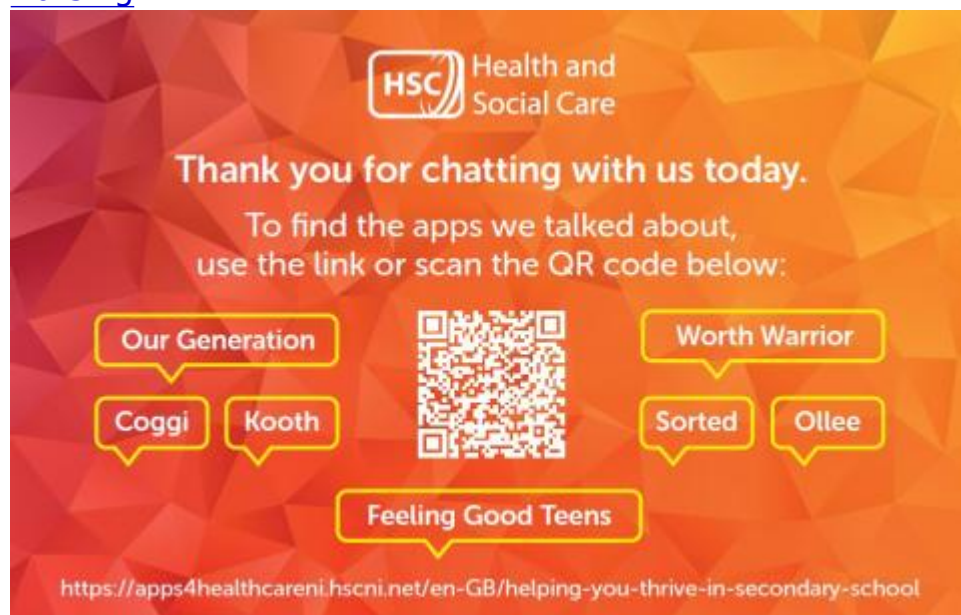 HSC Health and
Social Care
Thank you for chatting with us today.
To find the apps we talked about,
use the link or scan the QR code below:
Our Generation
Worth Warrior
Coggi
Kooth
Sorted
Ollee
Feeling Good Teens
https://apps4healthcareni.hscni.net/en-GB/helping-you-thrive-in-secondary-school